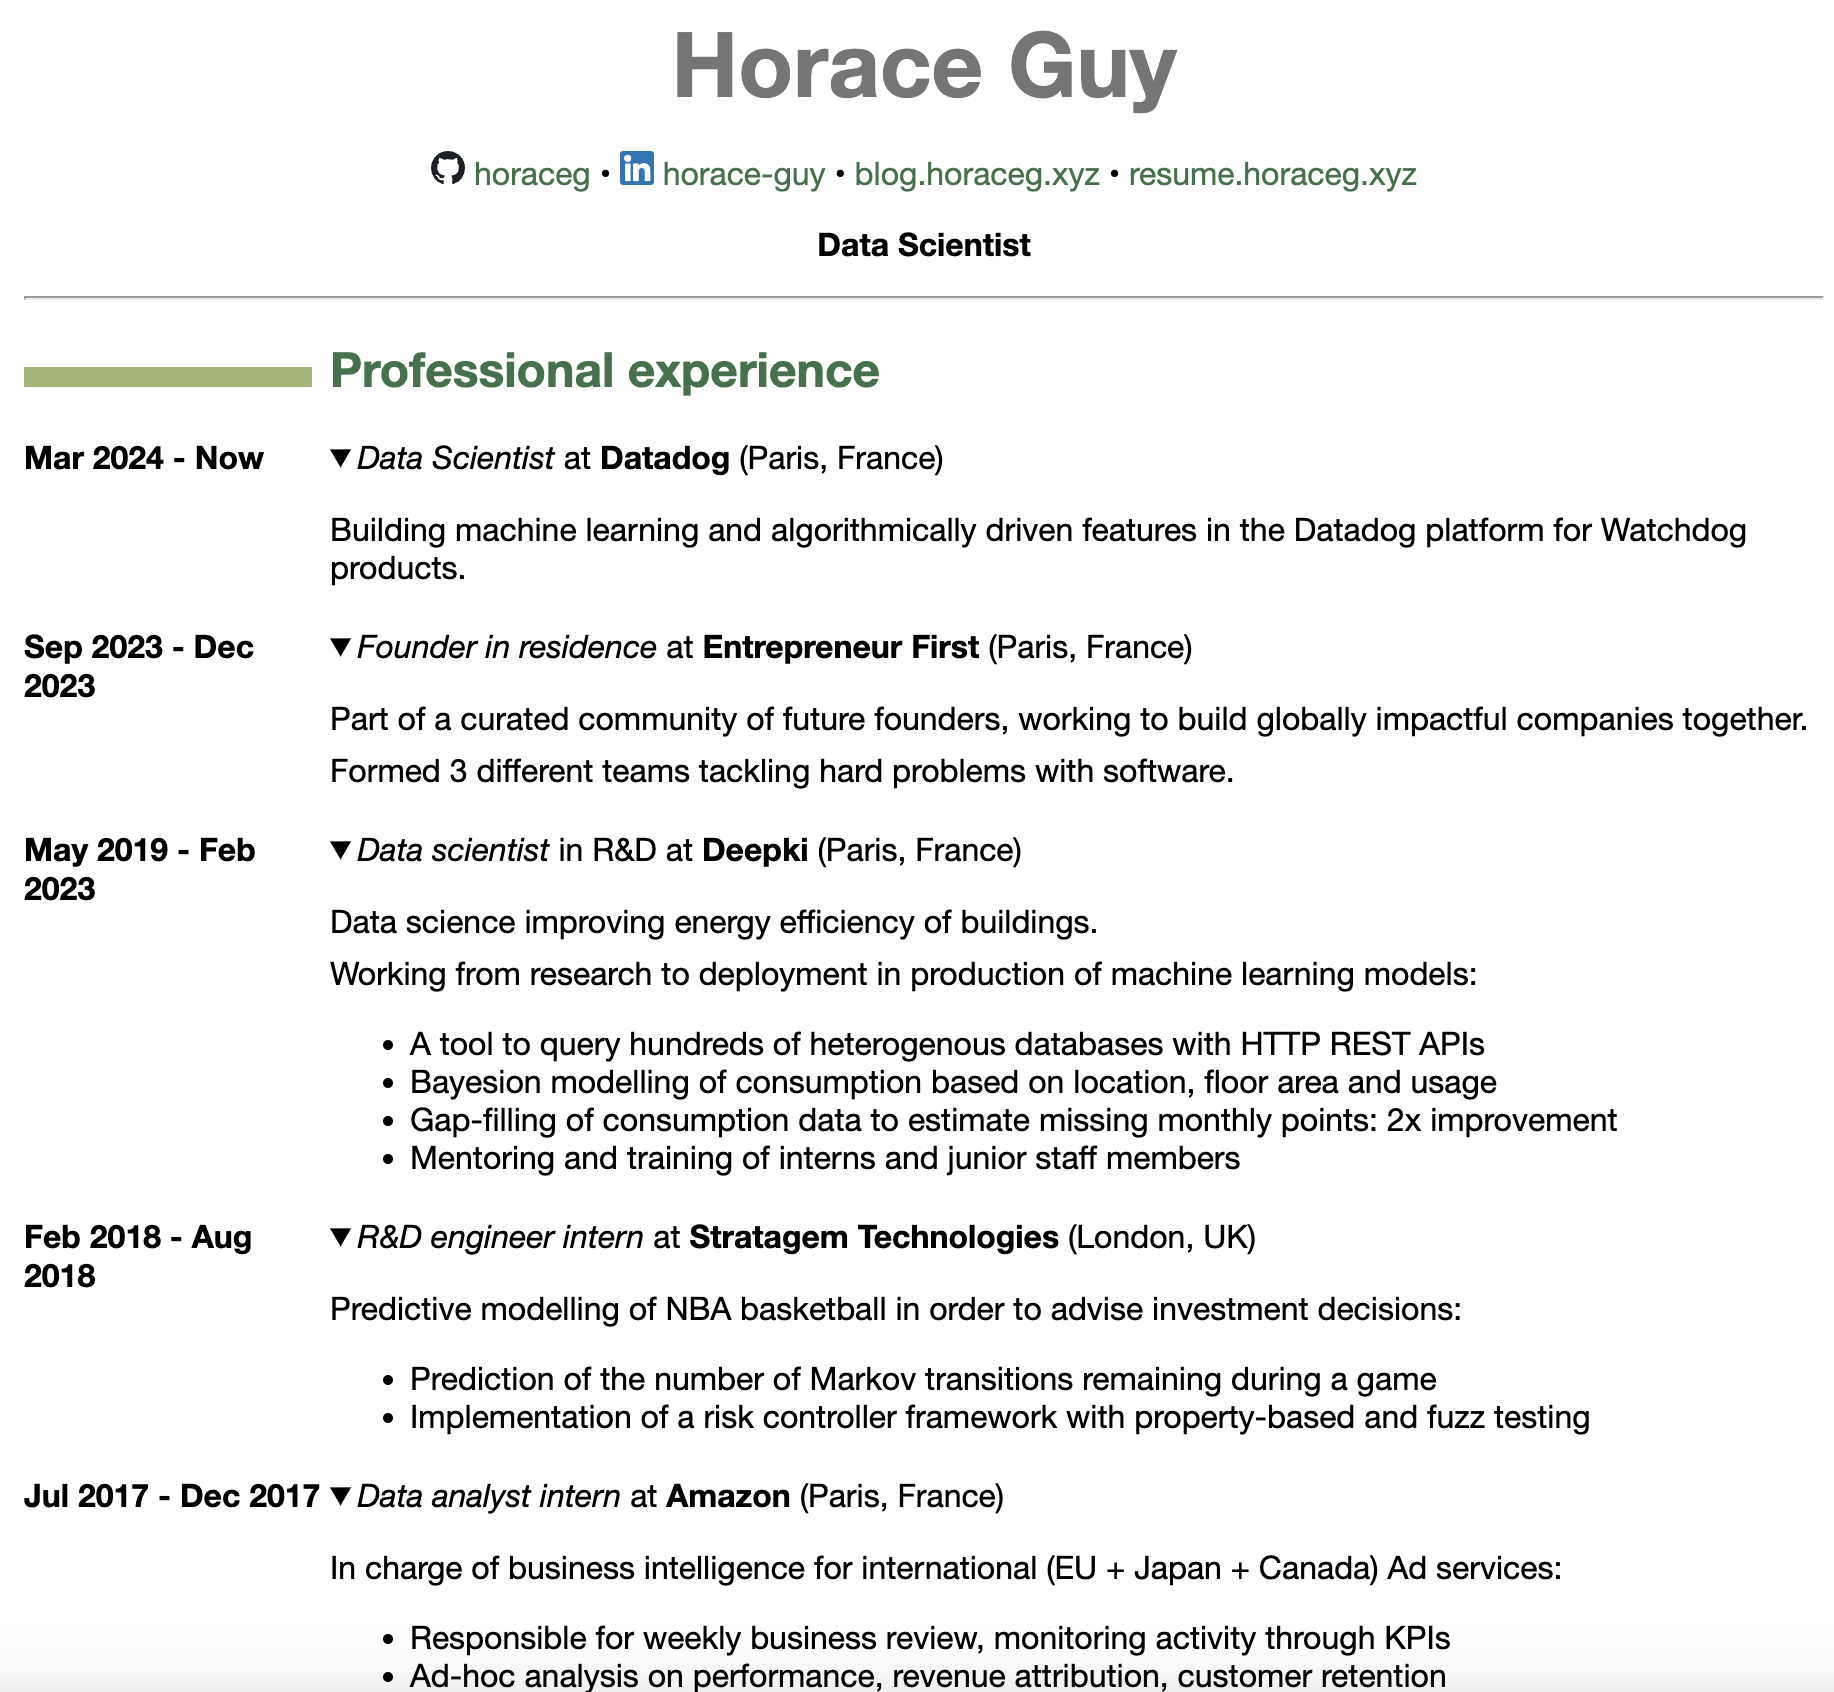 Horace Guy
horaceg • in horace-guy • blog.horaceg.xyz • resume.horaceg.xyz
Data Scientist
Professional experience
Mar 2024 - Now
Data Scientist at Datadog (Paris, France)
Building machine learning and algorithmically driven features in the Datadog platform for Watchdog
products.
Sep 2023 - Dec
2023
Founder in residence at Entrepreneur First (Paris, France)
Part of a curated community of future founders, working to build globally impactful companies together.
Formed 3 different teams tackling hard problems with software.
May 2019 - Feb
2023
Data scientist in R&D at Deepki (Paris, France)
Data science improving energy efficiency of buildings.
Working from research to deployment in production of machine learning models:
• A tool to query hundreds of heterogenous databases with HTTP REST APIs
• Bayesion modelling of consumption based on location, floor area and usage
• Gap-filling of consumption data to estimate missing monthly points: 2x improvement
• Mentoring and training of interns and junior staff members
Feb 2018 - Aug
2018
R&D engineer intern at Stratagem Technologies (London, UK)
Predictive modelling of NBA basketball in order to advise investment decisions:
• Prediction of the number of Markov transitions remaining during a game
• Implementation of a risk controller framework with property-based and fuzz testing
Jul 2017 - Dec 2017
Data analyst intern at Amazon (Paris, France)
In charge of business intelligence for international (EU + Japan + Canada) Ad services:
• Responsible for weekly business review, monitoring activity through KPIs
• Ad-hoc analysis on performance, revenue attribution, customer retention